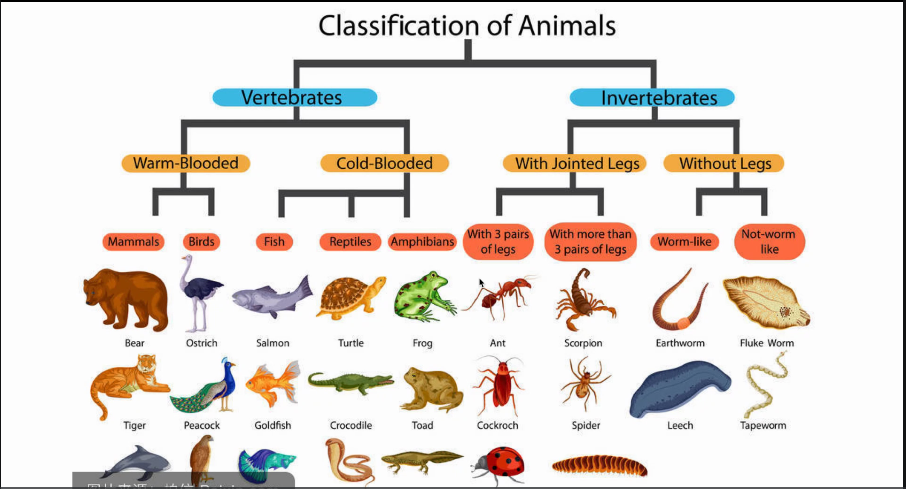 Classification of Animals
Vertebrates
Invertebrates
Warm-Blooded
Cold-Blooded
With Jointed Legs
Without Legs
Mammals
Birds
Fish
Reptiles
Amphibians
With 3 pairs
of legs
With more than
3 pairs of legs
Worm-like
Not-worm
like
Bear
Ostrich
Salmon
Turtle
Frog
Ant
Scorpion
Earthworm
Fluke Worm
Tiger
Peacock
Goldfish
Crocodile
Toad
Cockroch
Spider
Leech
Tapeworm